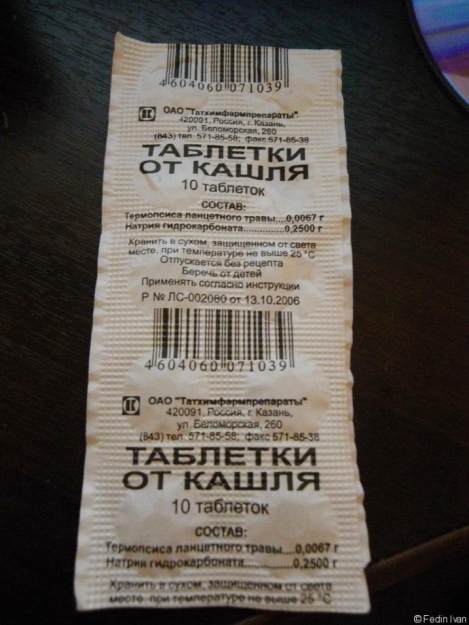 4604060071039
ОАО "Татхимфармпрепараты"
420091, Россия, г. Казань,
ул. Беломорская, 260
(843) тел. 571-85-58; факс 571-85-38
ТАБЛЕТКИ
ОТ КАШЛЯ
10 таблеток
СОСТАВ:
Термопсиса ланцетного травы....0,0067 г
Натрия гидрокарбоната..............0,2500 г
Хранить в сухом, защищенном от света
месте, при температуре не выше 25 °С
Отпускается без рецепта
Беречь от детей
Применять согласно инструкции
Р № ЛС-002080 от 13.10.2006
4604060071039
ОАО "Татхимфармпрепараты"
420091, Россия, г. Казань,
ул. Беломорская, 260
(843) тел. 571-85-58; факс 571-85-38
ТАБЛЕТКИ
ОТ КАШЛЯ
10 таблеток
СОСТАВ:
Термопсиса ланцетного травы....0,0067 г
Натрия гидрокарбоната..............0,2500 г
Хранить в сухом, защищенном от света
месте, при температуре не выше 25 °С
© Fedin Ivan